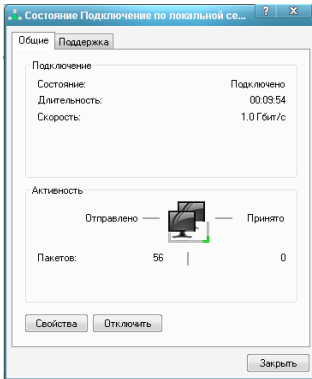 Состояние Подключение по локальной се...
Общие Поддержка
Подключение
Состояние: Подключено
Длительность: 00:09:54
Скорость: 1.0 Гбит/с
Активность
Отправлено — — Принято
Пакетов: 56 | 0
Свойства Отключить
Закрыть